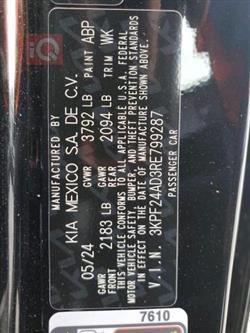 iQ
MANUFACTURED BY
KIA MEXICO S.A. DE C.V.
05/24 GVWR 3792 LB PAINT ABP
GAWR FRONT 2183 LB GAWR REAR 2094 LB TRIM WK
THIS VEHICLE CONFORMS TO ALL APPLICABLE U.S. FEDERAL
MOTOR VEHICLE SAFETY, BUMPER, AND THEFT PREVENTION STANDARDS
IN EFFECT ON THE DATE OF MANUFACTURE SHOWN ABOVE.
V.I.N. 3KPF24AD3RE799287
PASSENGER CAR
7610